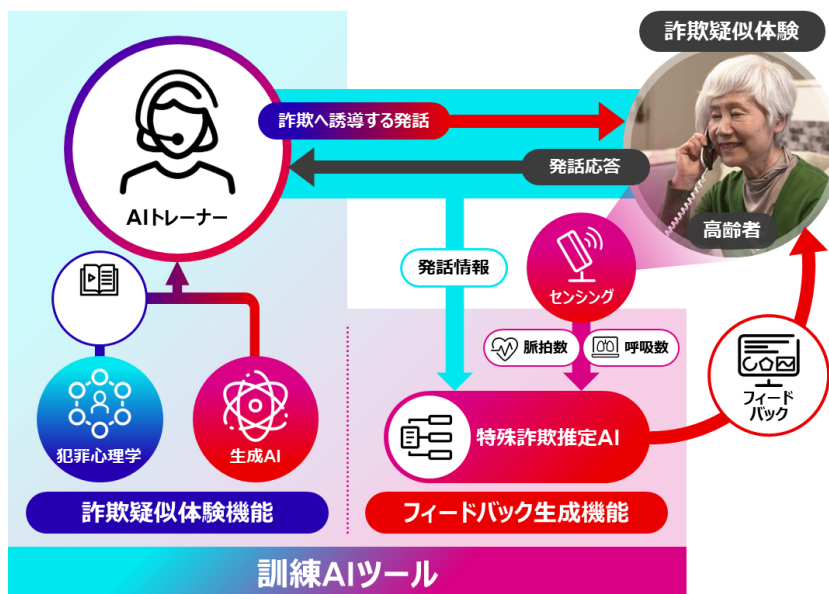 詐欺疑似体験
詐欺へ誘導する発話
発話応答
AIトレーナー
高齢者
発話情報
センシング
脈拍数
呼吸数
フィード
バック
犯罪心理学
生成AI
特殊詐欺推定AI
詐欺疑似体験機能
フィードバック生成機能
訓練AIツール